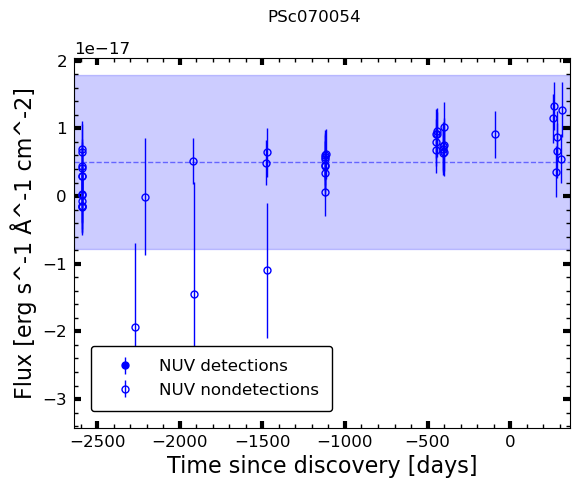 PSc070054
1e−17
Flux [erg s^-1 Å^-1 cm^-2]
2
1
0
−1
−2
−3
NUV detections
NUV nondetections
−2500 −2000 −1500 −1000 −500 0
Time since discovery [days]